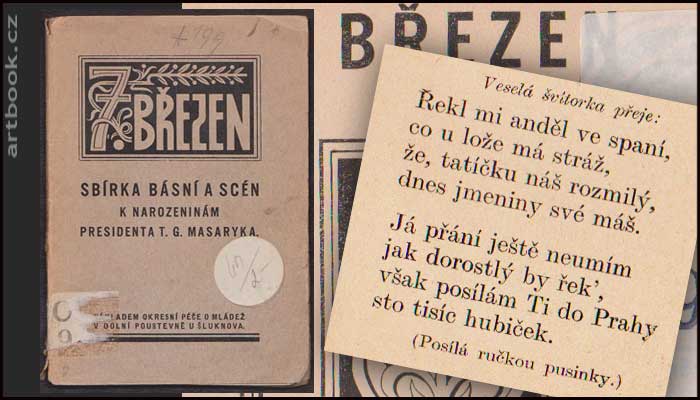 artbook.cz
* 199
7. BŘEZEN
SBÍRKA BÁSNÍ A SCÉN
K NAROZENINÁM
PRESIDENTA T. G. MASARYKA.
NÁKLADEM OKRESNÍ PÉČE O MLÁDEŽ
V DOLNÍ POUSTEVNĚ U ŠLUKNOVA.
C
9
BŘEZEN
Veselá švitorka přeje:
Řekl mi anděl ve spaní,
co u lože má stráž,
že, tatíčku náš rozmilý,
dnes jmeniny své máš.
Já přání ještě neumím
jak dorostlý by řek',
však posílám Ti do Prahy
sto tisíc hubiček.
(Posílá ručkou pusinky.)